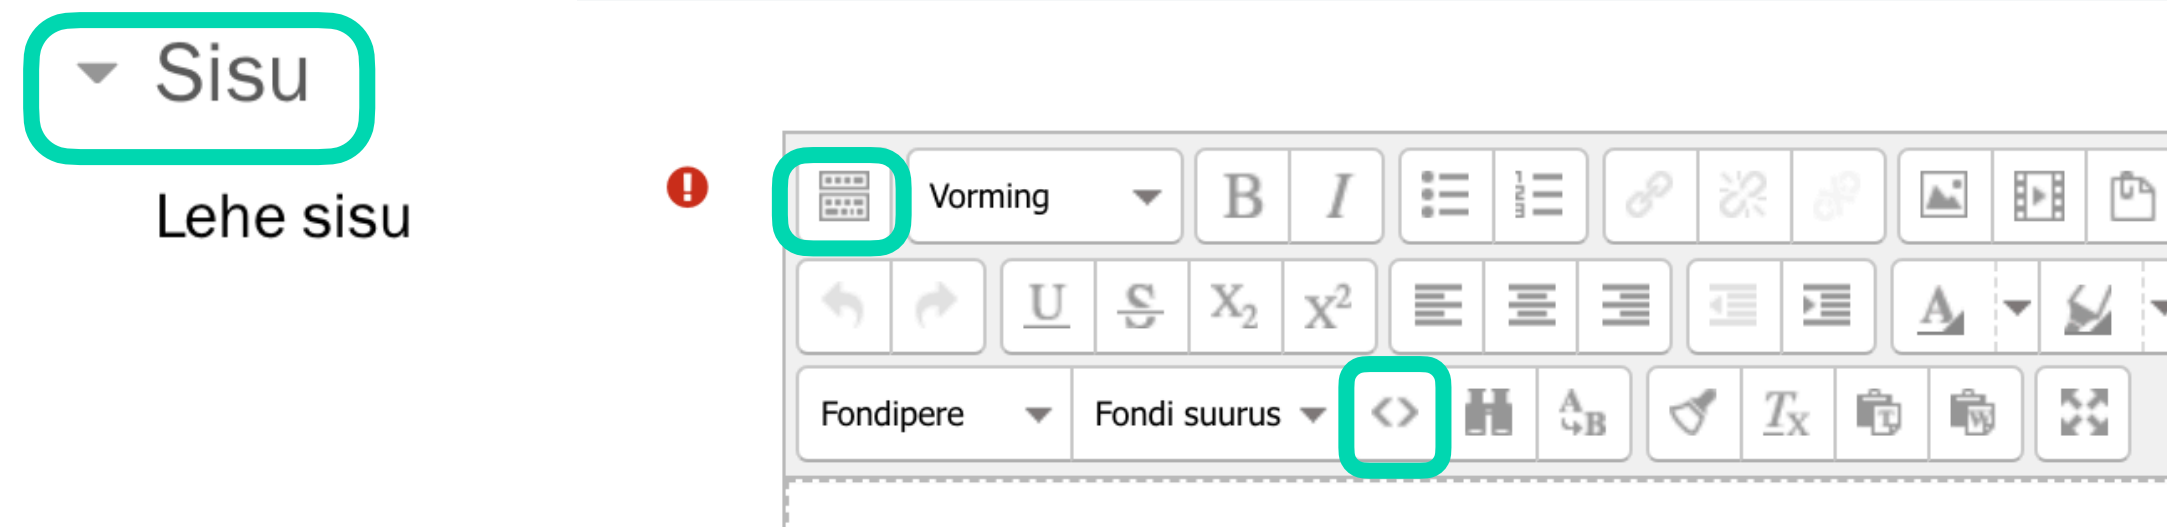 Sisu
Lehe sisu
Vorming
B I
U S X₂ X²
Fondipere Fondi suurus <>